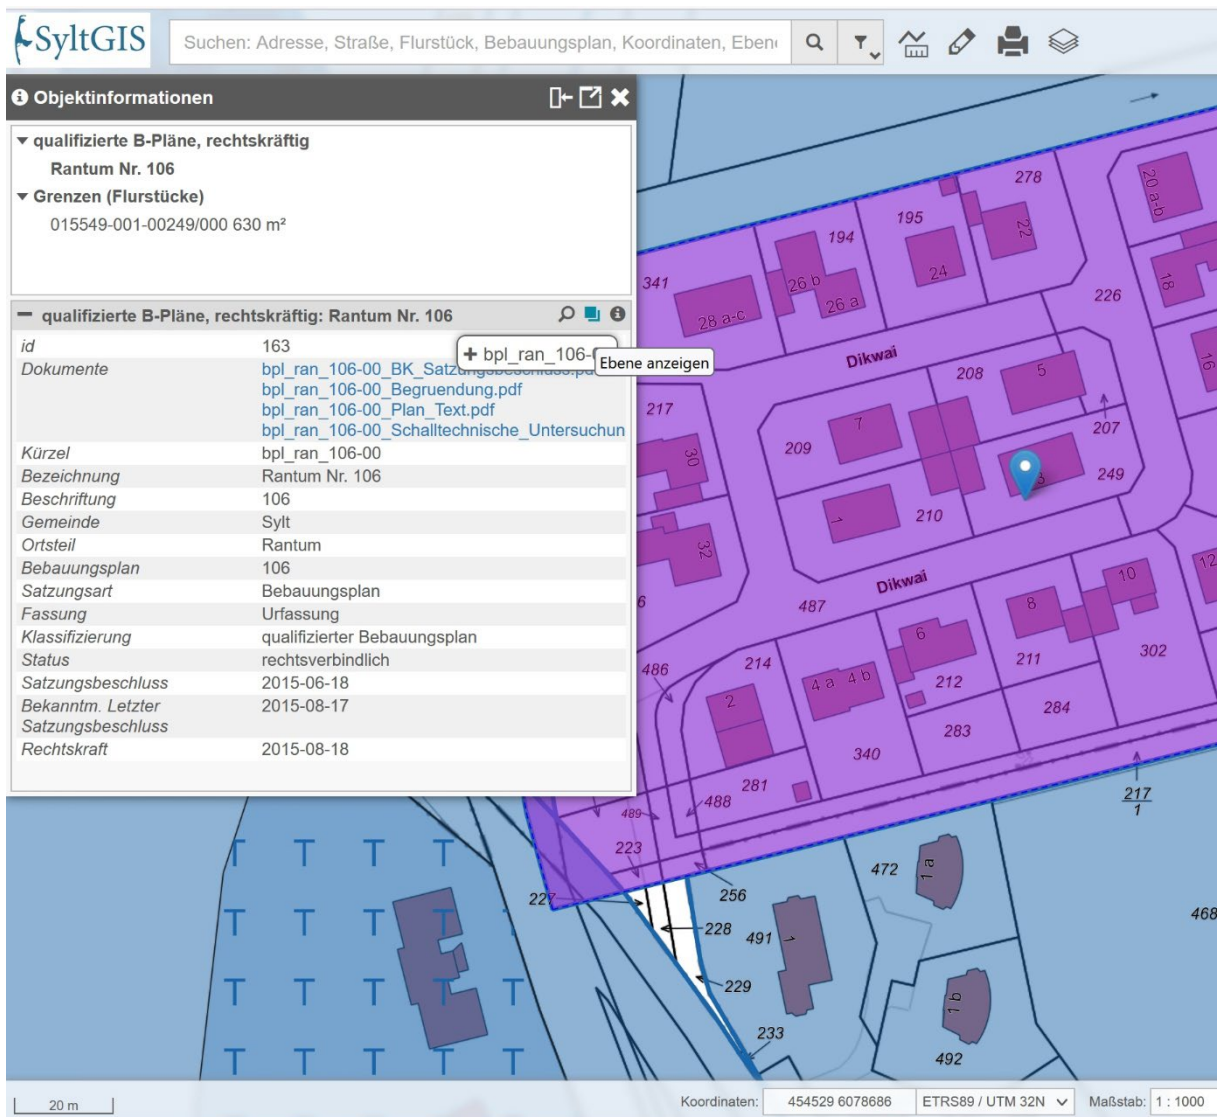 SyltGIS
Suchen: Adresse, Straße, Flurstück, Bebauungsplan, Koordinaten, Eben
Objektinformationen
qualifizierte B-Pläne, rechtskräftig
Rantum Nr. 106
Grenzen (Flurstücke)
015549-001-00249/000 630 m²
qualifizierte B-Pläne, rechtskräftig: Rantum Nr. 106
id 163
+ bpl_ran_106-0
Ebene anzeigen
Dokumente bpl_ran_106-00_BK_Satzungsbeschluss.pd
bpl_ran_106-00_Begruendung.pdf
bpl_ran_106-00_Plan_Text.pdf
bpl_ran_106-00_Schalltechnische_Untersuchun
Kürzel bpl_ran_106-00
Bezeichnung Rantum Nr. 106
Beschriftung 106
Gemeinde Sylt
Ortsteil Rantum
Bebauungsplan 106
Satzungsart Bebauungsplan
Fassung Urfassung
Klassifizierung qualifizierter Bebauungsplan
Status rechtsverbindlich
Satzungsbeschluss 2015-06-18
Bekanntm. Letzter 2015-08-17
Satzungsbeschluss
Rechtskraft 2015-08-18
278
20 a-b
195
194
22
24
341
26 b
26 a
18
226
28 a-c
Dikwai
16
208
5
217
7
207
209
30
3
249
1
210
32
12
Dikwai
10
6
487
8
6
302
214
211
486
4 a 4 b
212
2
284
283
340
281
217
1
488
489
223
472
1 a
256
227
468
228
491
1
229
1 b
233
492
T T T T
T T T T
T T T T T
T T T T T
20 m
Koordinaten: 454529 6078686 ETRS89 / UTM 32N Maßstab: 1 : 1000